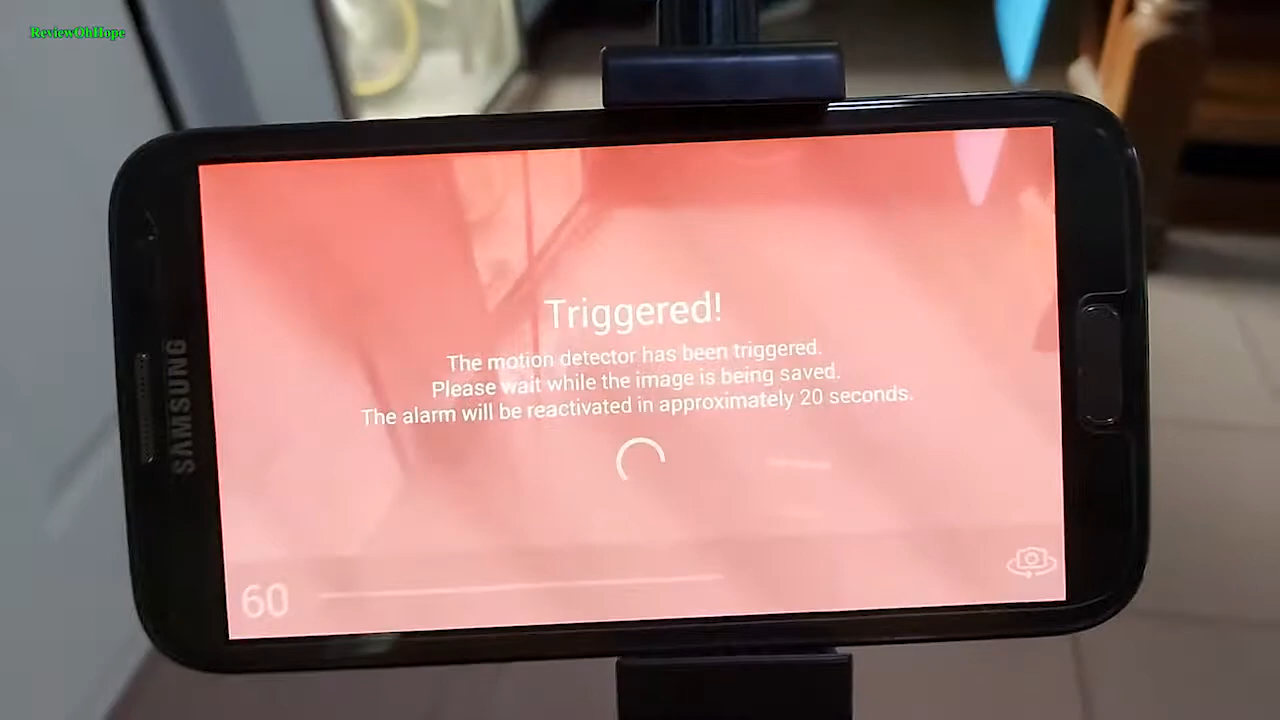 ReviewOhHope
SAMSUNG
Triggered!
The motion detector has been triggered.
Please wait while the image is being saved.
The alarm will be reactivated in approximately 20 seconds.
60